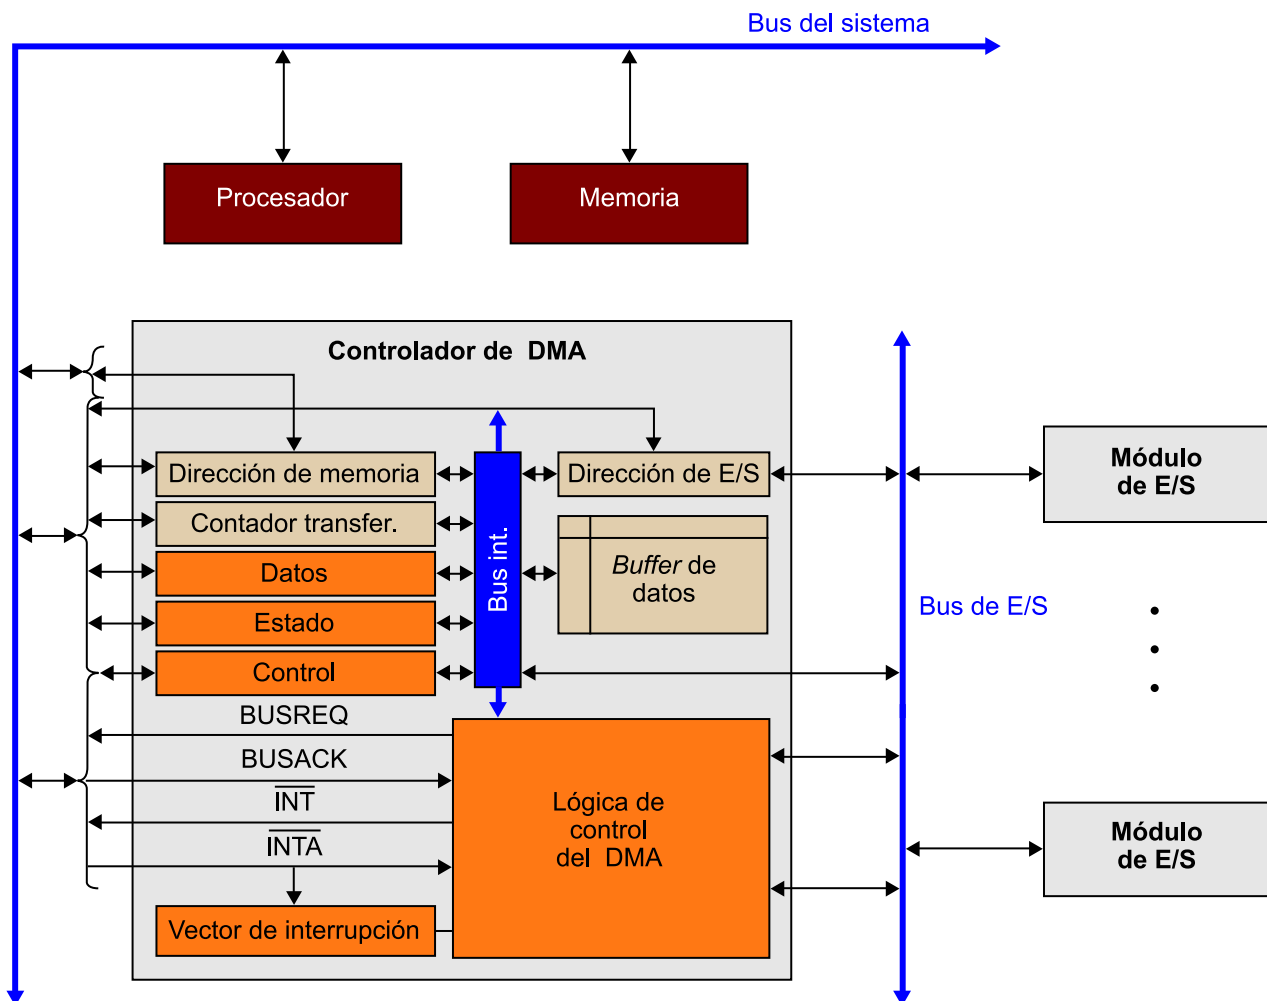 Bus del sistema
Procesador
Memoria
Controlador de DMA
Dirección de memoria
Contador transfer.
Datos
Estado
Control
Bus int.
Dirección de E/S
Buffer de
datos
BUSREQ
BUSACK
INT
INTA
Vector de interrupción
Lógica de
control
del DMA
Bus de E/S
Módulo
de E/S
Módulo
de E/S